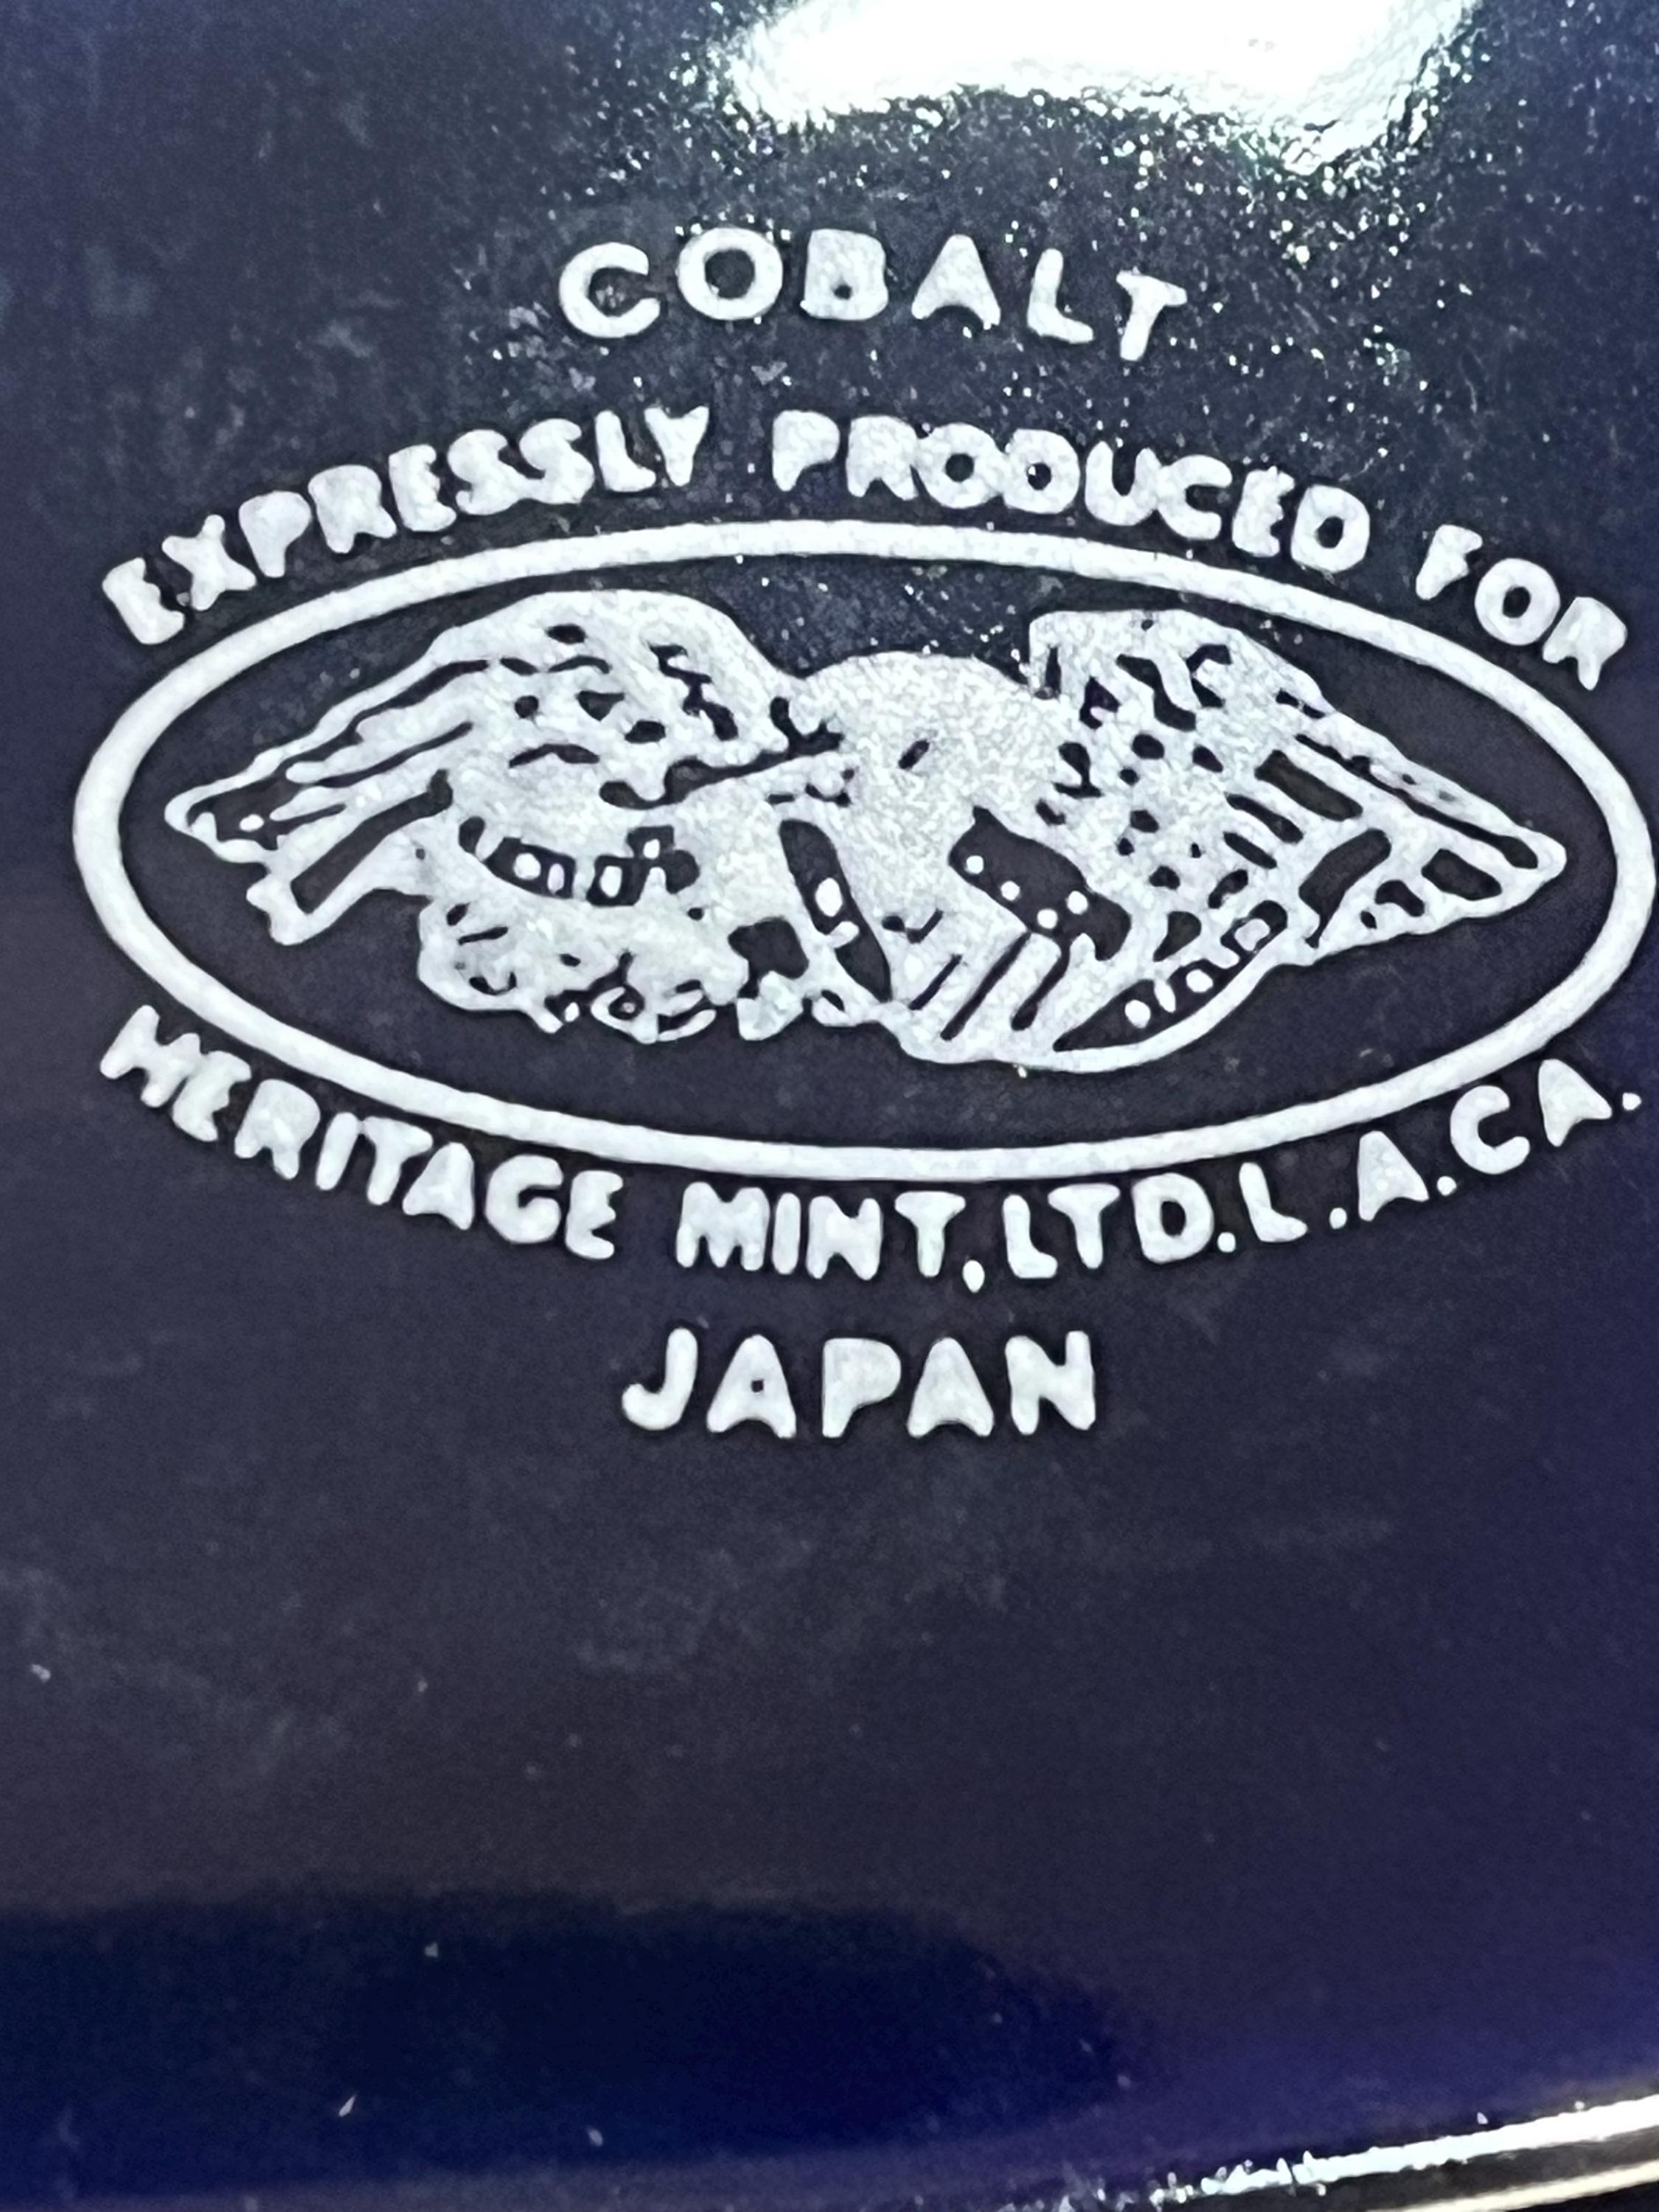 COBALT
EXPRESSLY PRODUCED FOR
HERITAGE MINT, LTD. L.A. CA.
JAPAN